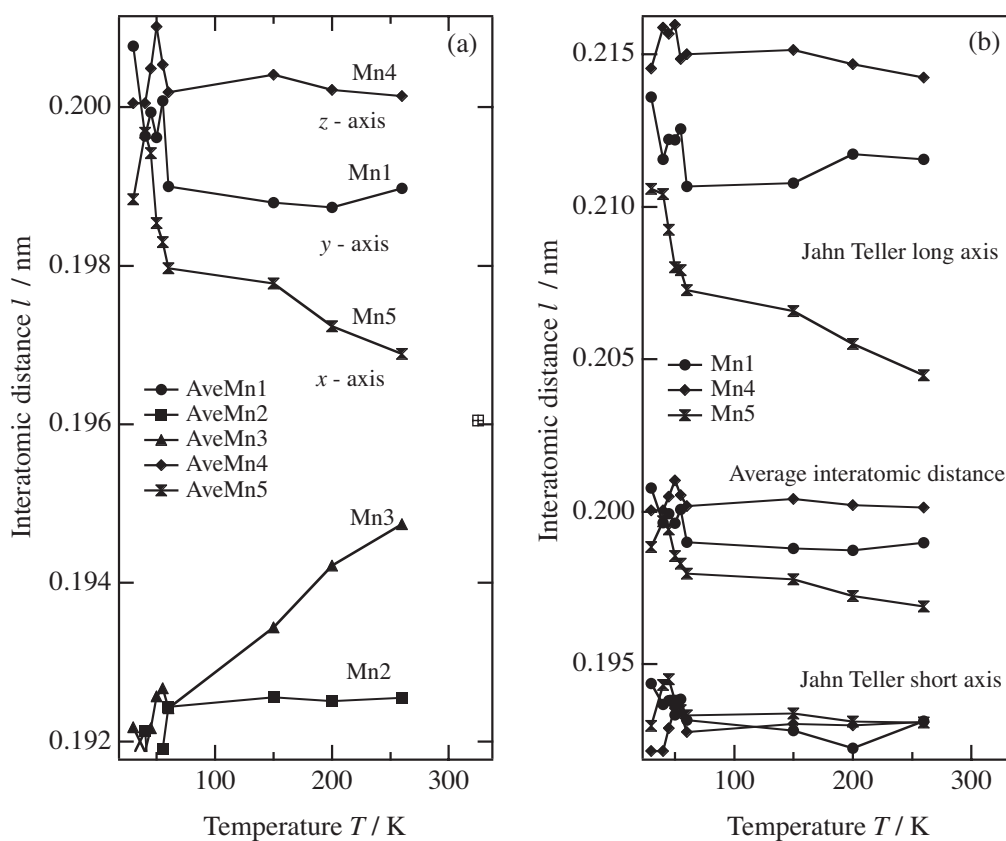 (a)
Mn4
z - axis
Mn1
y - axis
Mn5
x - axis
AveMn1
AveMn2
AveMn3
AveMn4
AveMn5
Mn3
Mn2
0.200
0.198
0.196
0.194
0.192
Interatomic distance l / nm
100
200
300
Temperature T / K
(b)
0.215
0.210
0.205
0.200
0.195
Interatomic distance l / nm
Jahn Teller long axis
Mn1
Mn4
Mn5
Average interatomic distance
Jahn Teller short axis
100
200
300
Temperature T / K